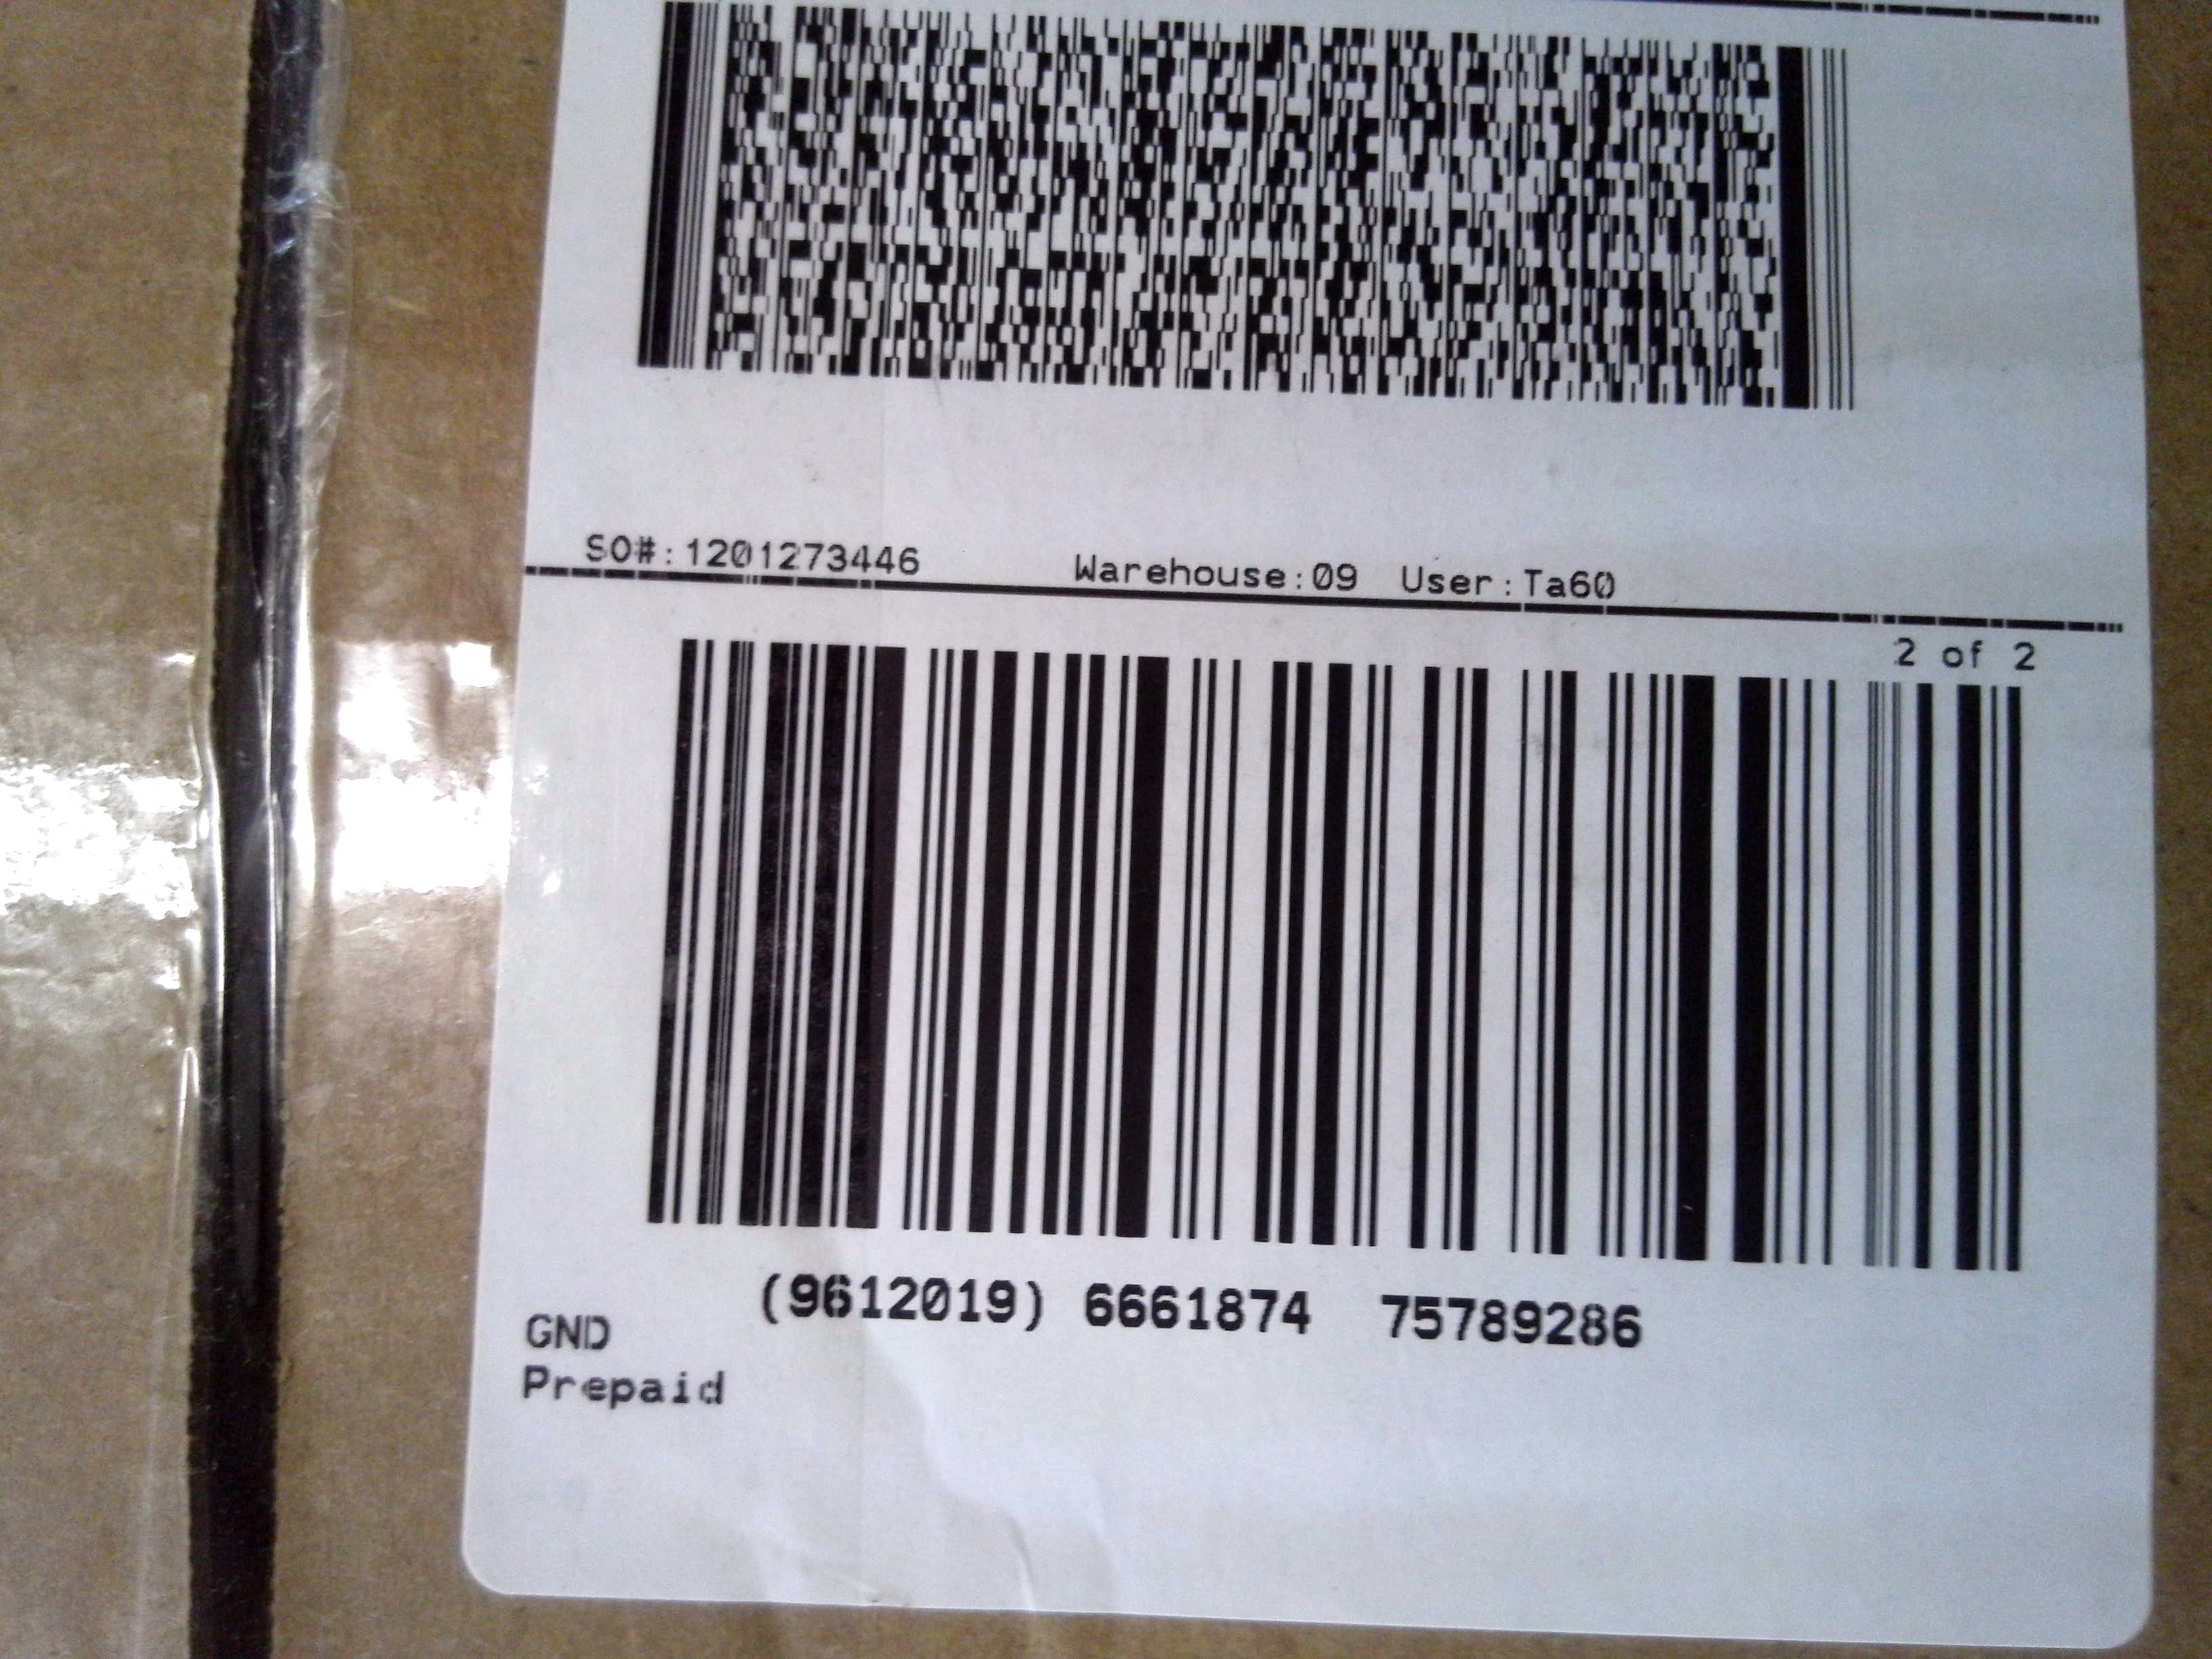 SO#:1201273446 Warehouse:09 User:Ta60
2 of 2
(9612019) 6661874 75789286
GND
Prepaid